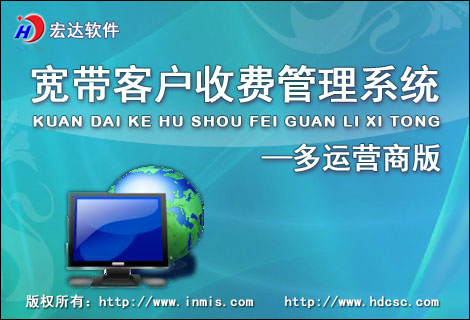 宏达软件
宽带客户收费管理系统
KUAN DAI KE HU SHOU FEI GUAN LI XI TONG
—多运营商版
版权所有：http://www.inmis.com http://www.hdcsc.com